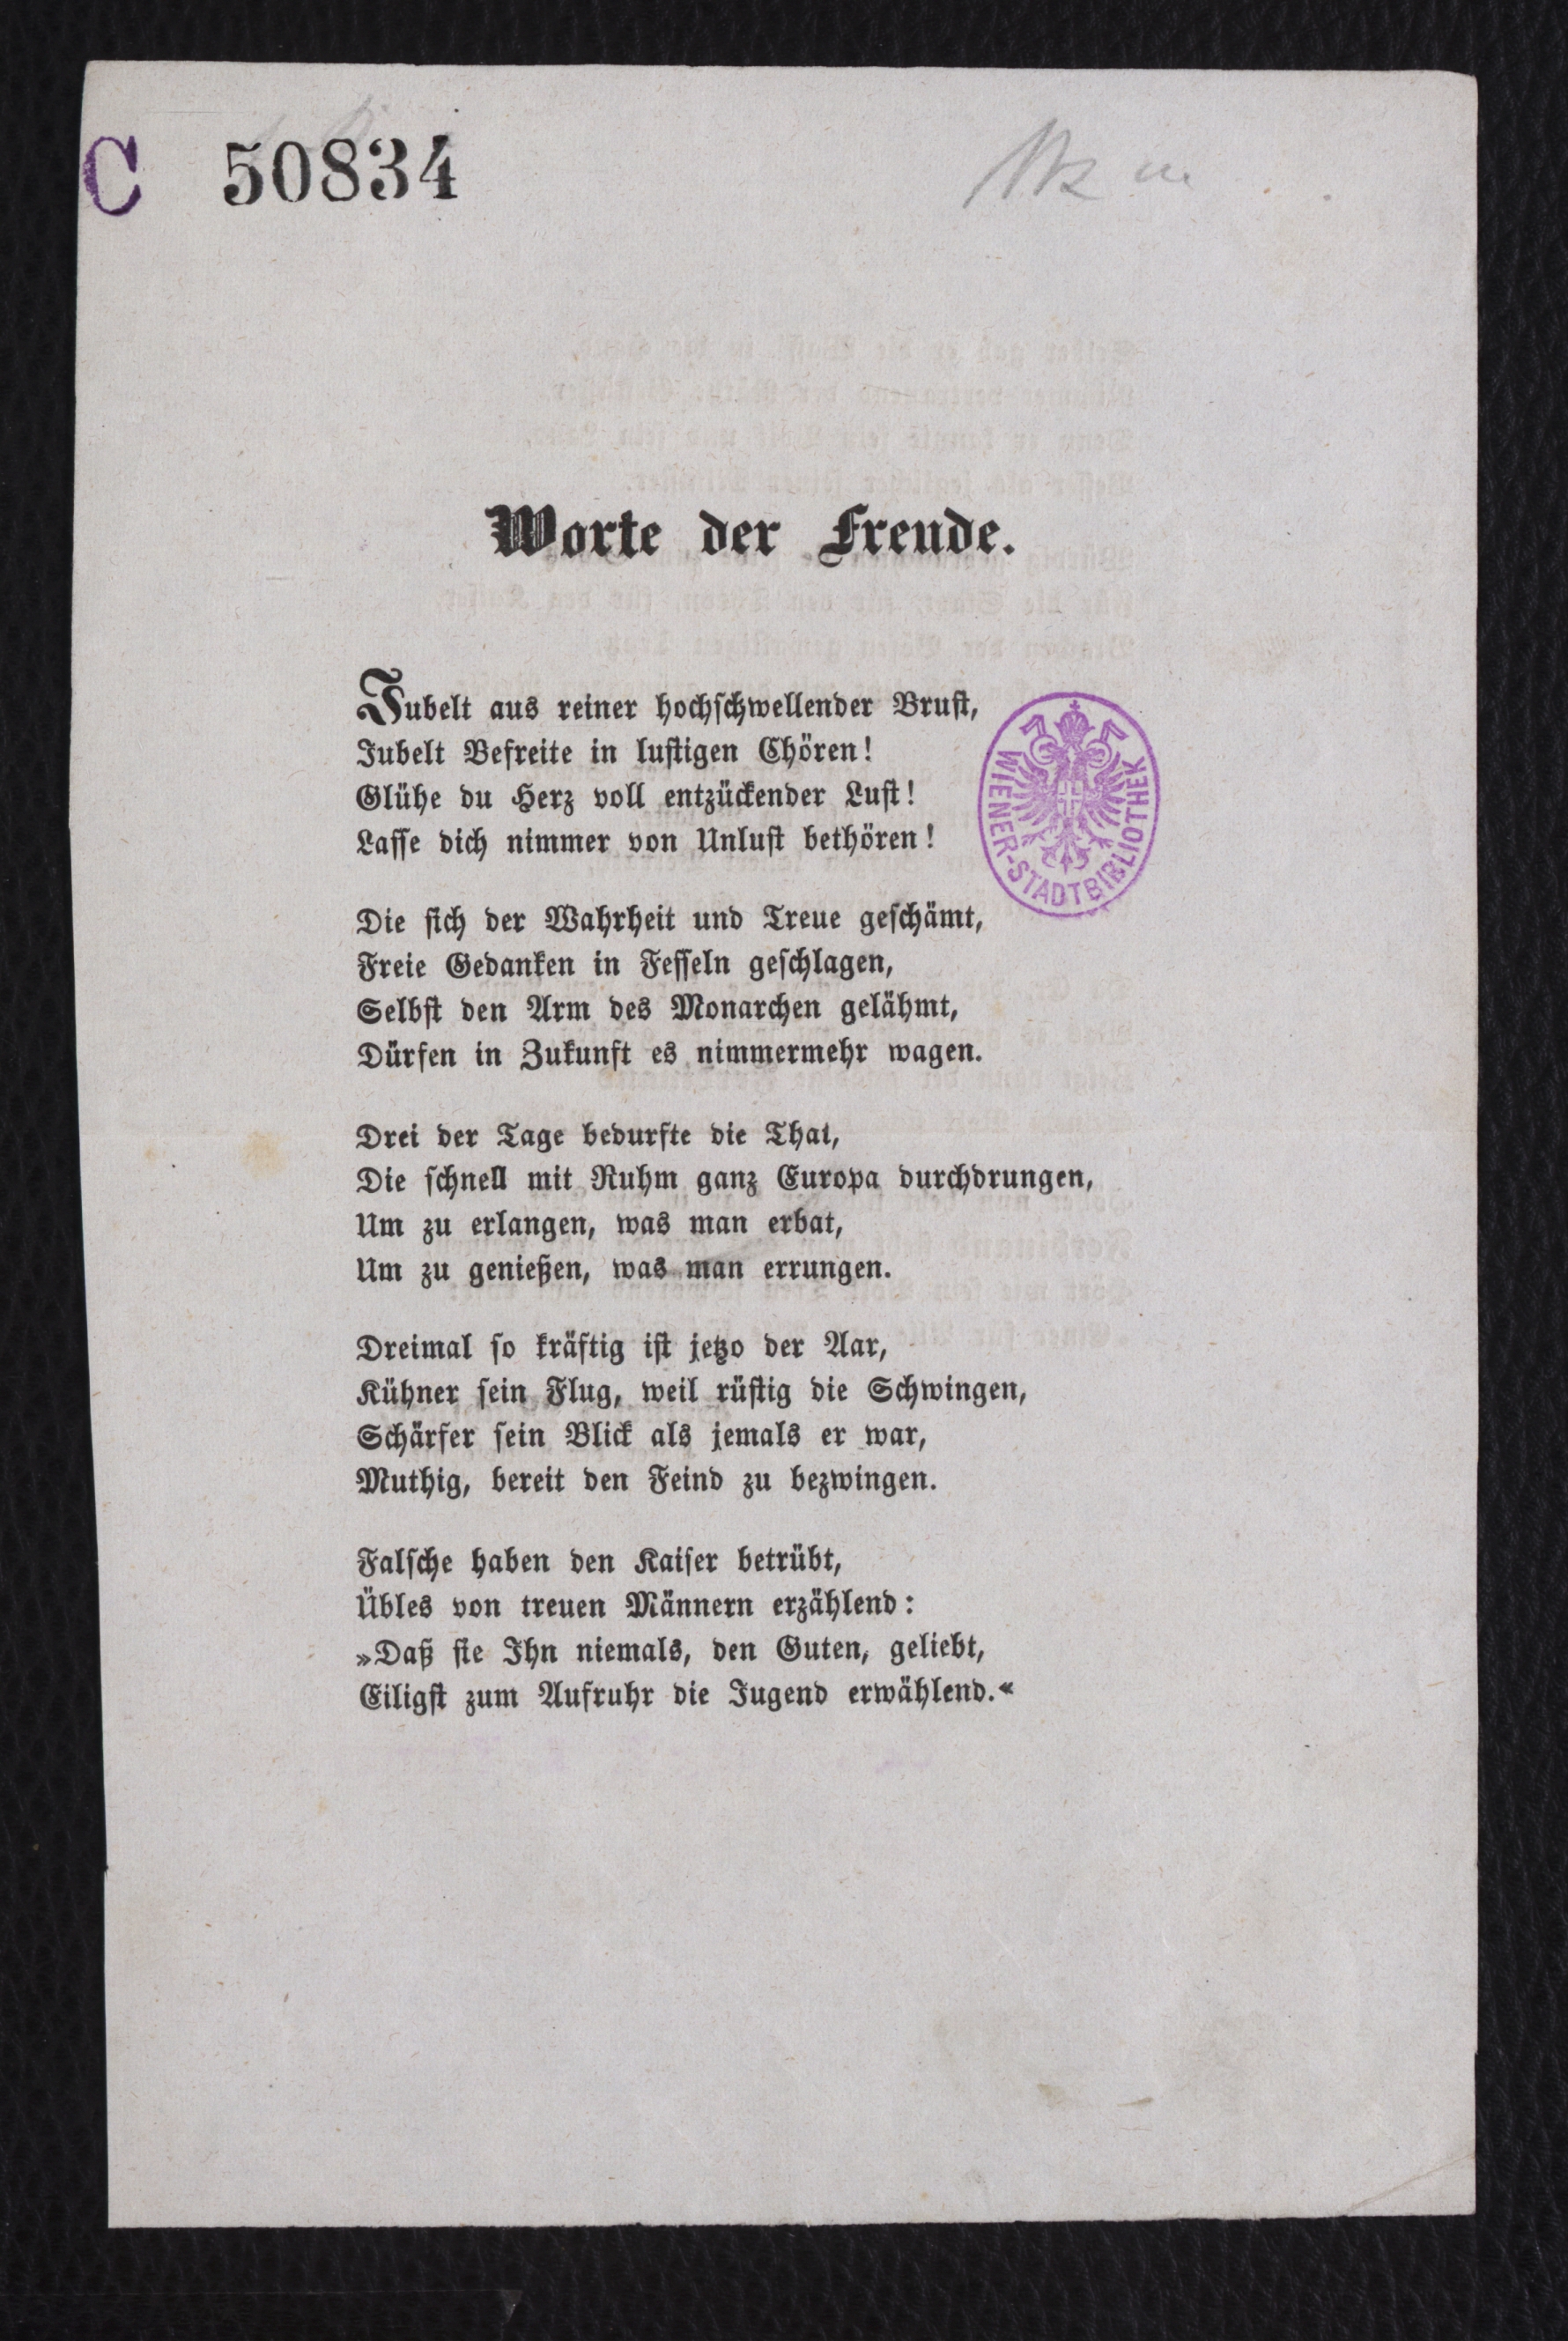 C 50834
Worte der Freude.
Jubelt aus reiner hochschwellender Brust,
Jubelt Befreite in lustigen Chören!
Glühe du Herz voll entzückender Lust!
Lasse dich nimmer von Unlust bethören!
WIENER-STADTBIBLIOTHEK
Die sich der Wahrheit und Treue geschämt,
Freie Gedanken in Fesseln geschlagen,
Selbst den Arm des Monarchen gelähmt,
Dürfen in Zukunft es nimmermehr wagen.
Drei der Tage bedurfte die That,
Die schnell mit Ruhm ganz Europa durchdrungen,
Um zu erlangen, was man erbat,
Um zu genießen, was man errungen.
Dreimal so kräftig ist jetzo der Aar,
Kühner sein Flug, weil rüstig die Schwingen,
Schärfer sein Blick als jemals er war,
Muthig, bereit den Feind zu bezwingen.
Falsche haben den Kaiser betrübt,
Übles von treuen Männern erzählend:
»Daß sie Ihn niemals, den Guten, geliebt,
Eiligst zum Aufruhr die Jugend erwählend.«